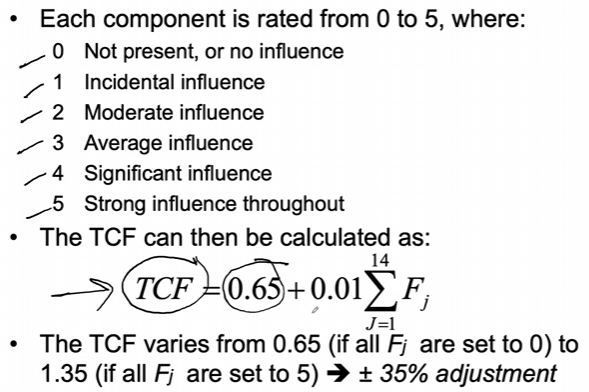 • Each component is rated from 0 to 5, where:
0 Not present, or no influence
1 Incidental influence
2 Moderate influence
3 Average influence
4 Significant influence
5 Strong influence throughout
• The TCF can then be calculated as:
TCF = 0.65 + 0.01 \sum_{J=1}^{14} F_j
• The TCF varies from 0.65 (if all Fj are set to 0) to
1.35 (if all Fj are set to 5) ➔ ± 35% adjustment